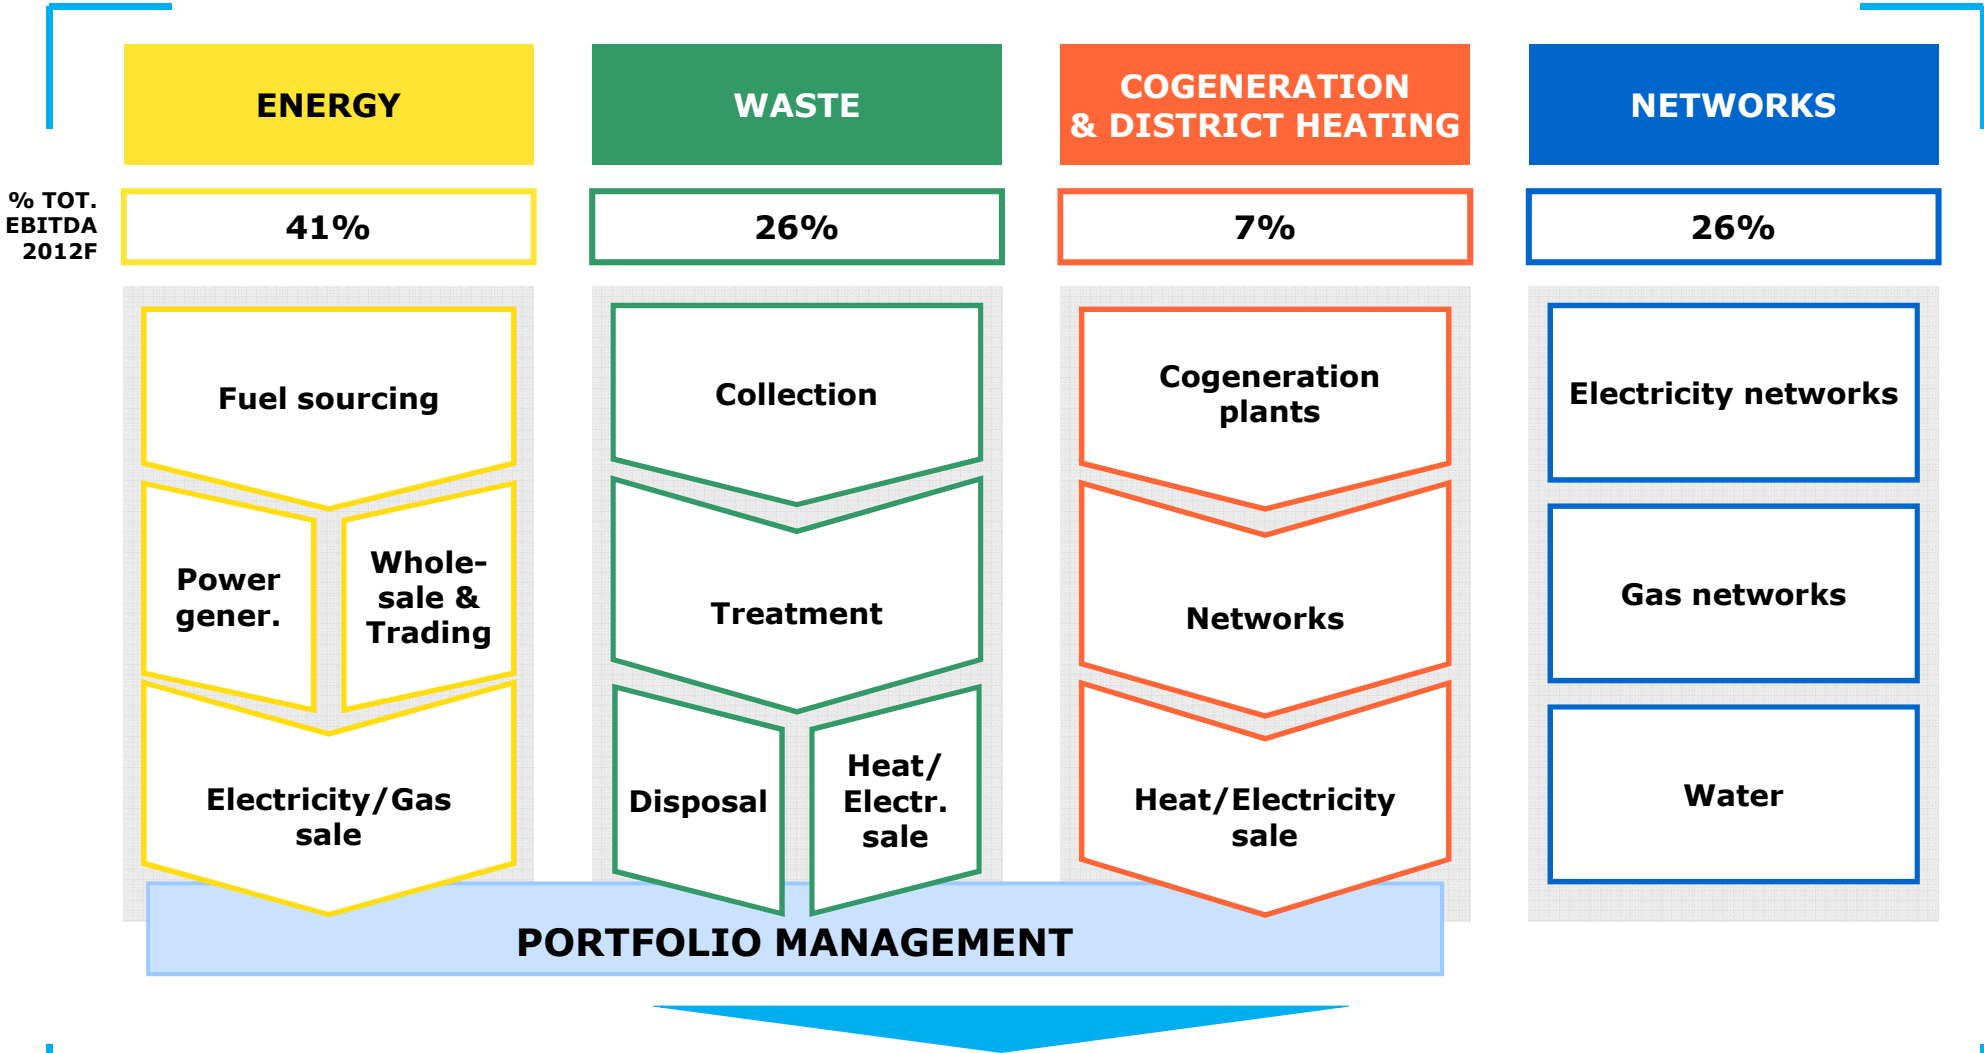 ENERGY
WASTE
COGENERATION
& DISTRICT HEATING
NETWORKS
% TOT.
EBITDA
2012F
41%
26%
7%
26%
Fuel sourcing
Power
gener.
Whole-
sale &
Trading
Electricity/Gas
sale
Collection
Treatment
Disposal
Heat/
Electr.
sale
Cogeneration
plants
Networks
Heat/Electricity
sale
Electricity networks
Gas networks
Water
PORTFOLIO MANAGEMENT